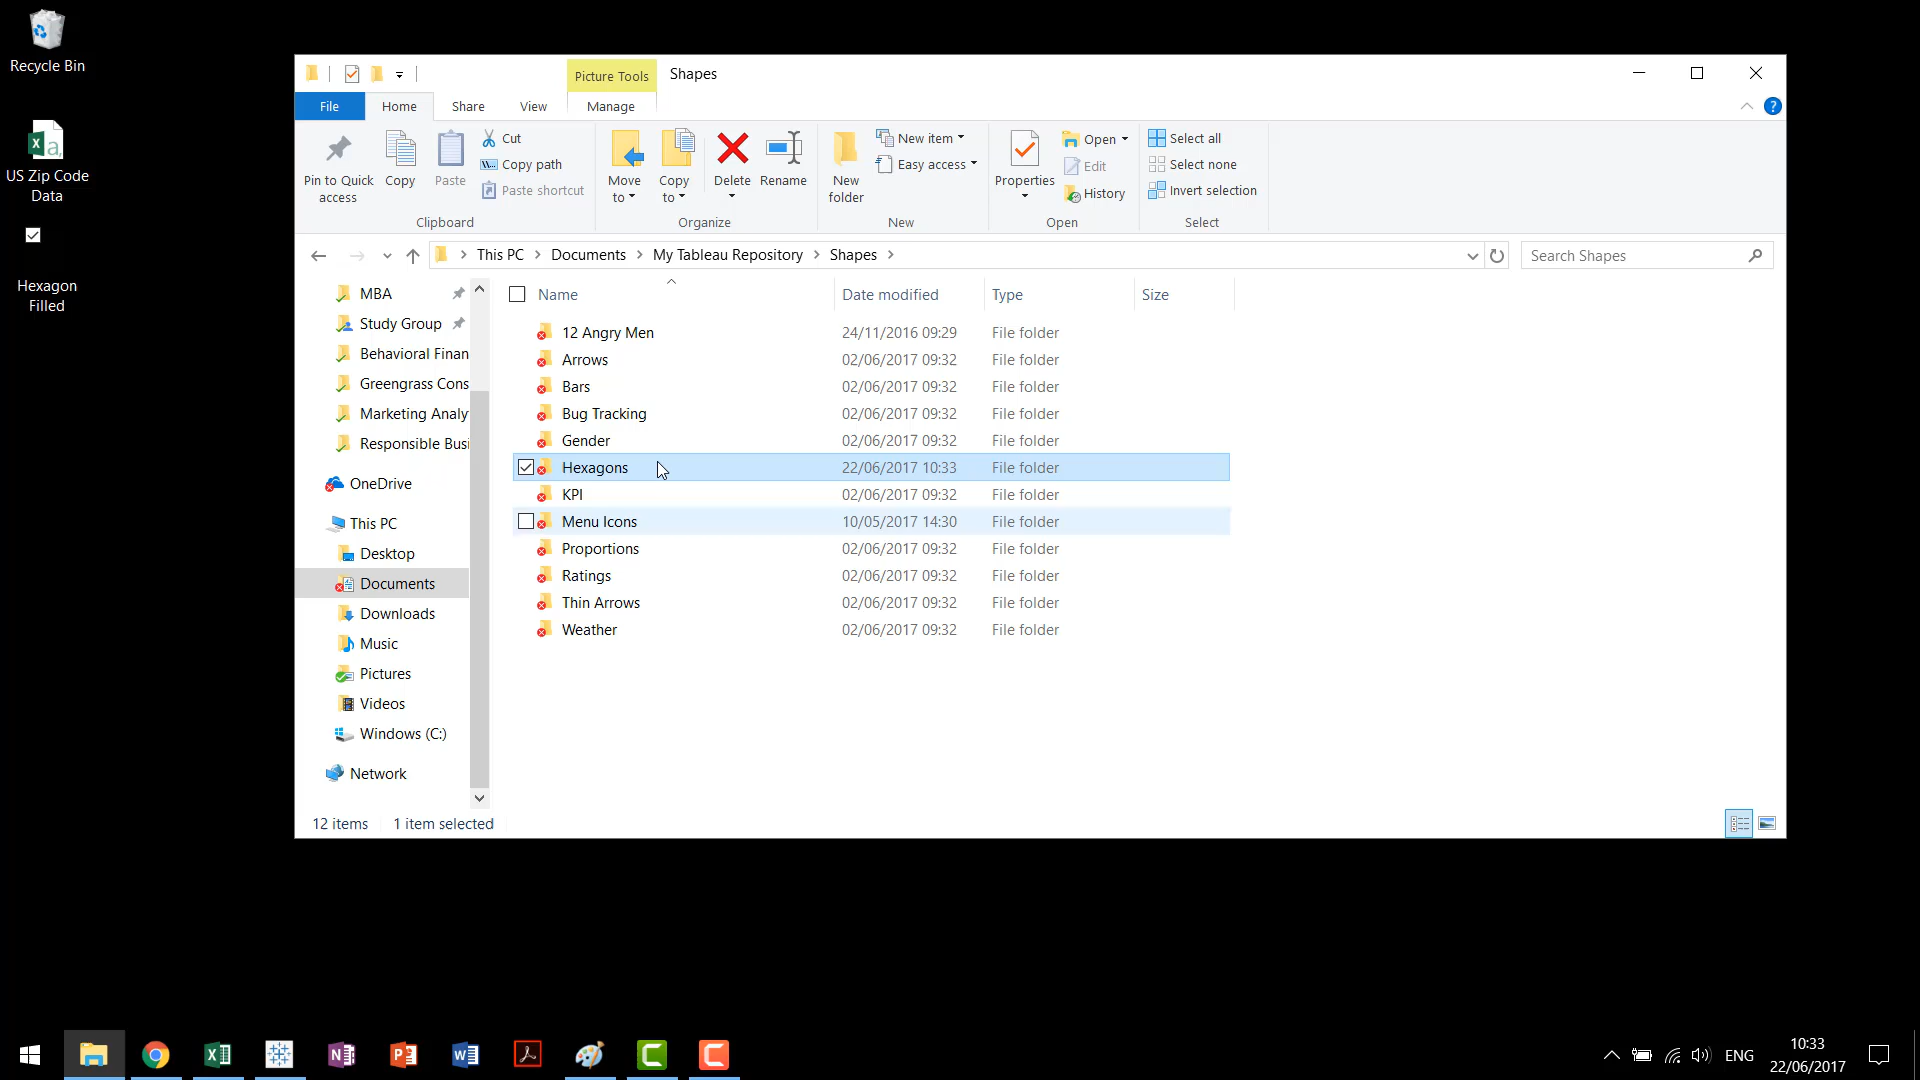 Recycle Bin
US Zip Code
Data
Hexagon
Filled
Picture Tools
Shapes
File
Home
Share
View
Manage
Pin to Quick
access
Copy
Paste
Cut
Copy path
Paste shortcut
Clipboard
Move
to
Copy
to
Delete
Rename
Organize
New
folder
New item
Easy access
New
Properties
Open
Edit
History
Open
Select all
Select none
Invert selection
Select
This PC > Documents > My Tableau Repository > Shapes >
Search Shapes
MBA
Study Group
Behavioral Finan
Greengrass Cons
Marketing Analy
Responsible Busi
OneDrive
This PC
Desktop
Documents
Downloads
Music
Pictures
Videos
Windows (C:)
Network
Name Date modified Type Size
12 Angry Men 24/11/2016 09:29 File folder
Arrows 02/06/2017 09:32 File folder
Bars 02/06/2017 09:32 File folder
Bug Tracking 02/06/2017 09:32 File folder
Gender 02/06/2017 09:32 File folder
Hexagons 22/06/2017 10:33 File folder
KPI 02/06/2017 09:32 File folder
Menu Icons 10/05/2017 14:30 File folder
Proportions 02/06/2017 09:32 File folder
Ratings 02/06/2017 09:32 File folder
Thin Arrows 02/06/2017 09:32 File folder
Weather 02/06/2017 09:32 File folder
12 items 1 item selected
ENG
10:33
22/06/2017